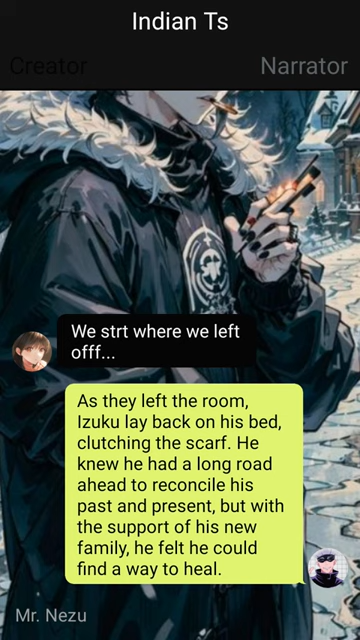 Indian Ts
Creator
Narrator
We strt where we left
offf...
As they left the room,
Izuku lay back on his bed,
clutching the scarf. He
knew he had a long road
ahead to reconcile his
past and present, but with
the support of his new
family, he felt he could
find a way to heal.
Mr. Nezu